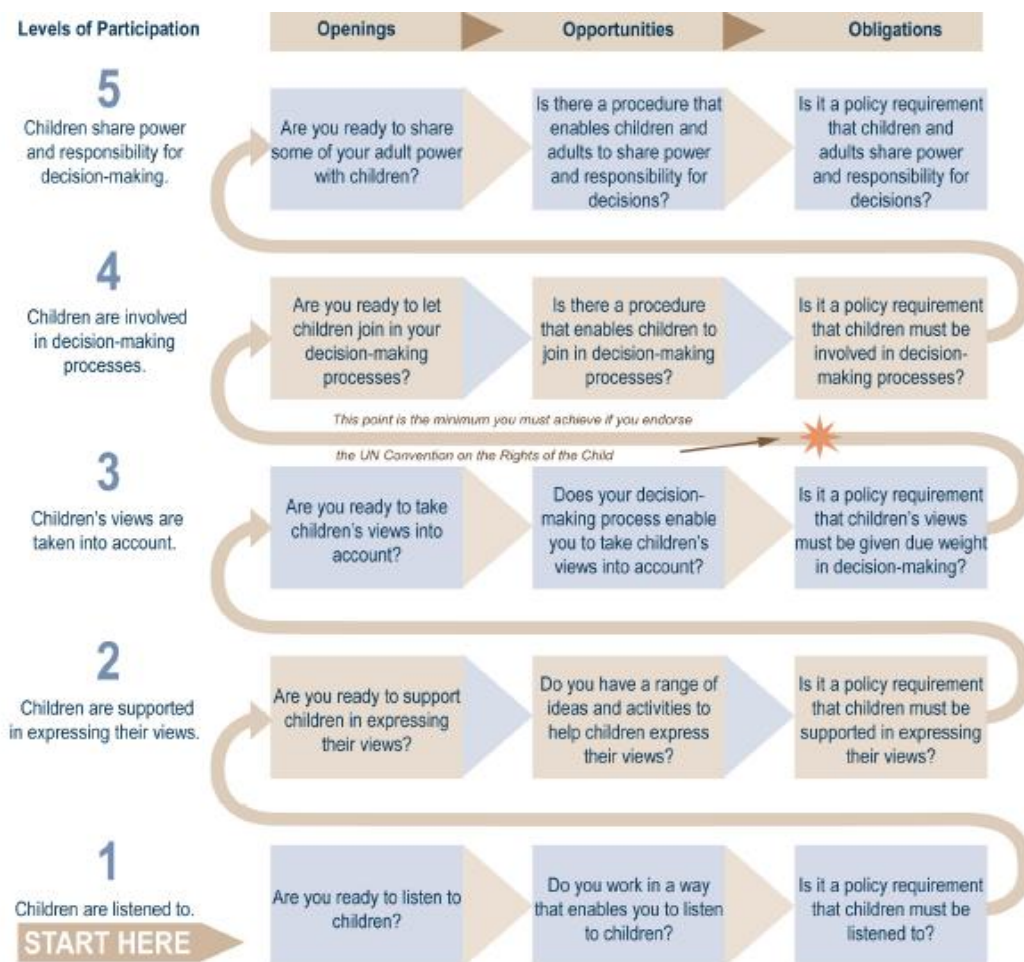 Levels of Participation
Openings
Opportunities
Obligations
5
Children share power
and responsibility for
decision-making.
Are you ready to share
some of your adult power
with children?
Is there a procedure that
enables children and
adults to share power
and responsibility for
decisions?
Is it a policy requirement
that children and
adults share power
and responsibility for
decisions?
4
Children are involved
in decision-making
processes.
Are you ready to let
children join in your
decision-making
processes?
Is there a procedure
that enables children to
join in decision-making
processes?
Is it a policy requirement
that children must be
involved in decision-
making processes?
This point is the minimum you must achieve if you endorse
the UN Convention on the Rights of the Child
3
Children's views are
taken into account.
Are you ready to take
children's views into
account?
Does your decision-
making process enable
you to take children's
views into account?
Is it a policy requirement
that children's views
must be given due weight
in decision-making?
2
Children are supported
in expressing their views.
Are you ready to support
children in expressing
their views?
Do you have a range of
ideas and activities to
help children express
their views?
Is it a policy requirement
that children must be
supported in expressing
their views?
1
Children are listened to.
START HERE
Are you ready to listen to
children?
Do you work in a way
that enables you to listen
to children?
Is it a policy requirement
that children must be
listened to?